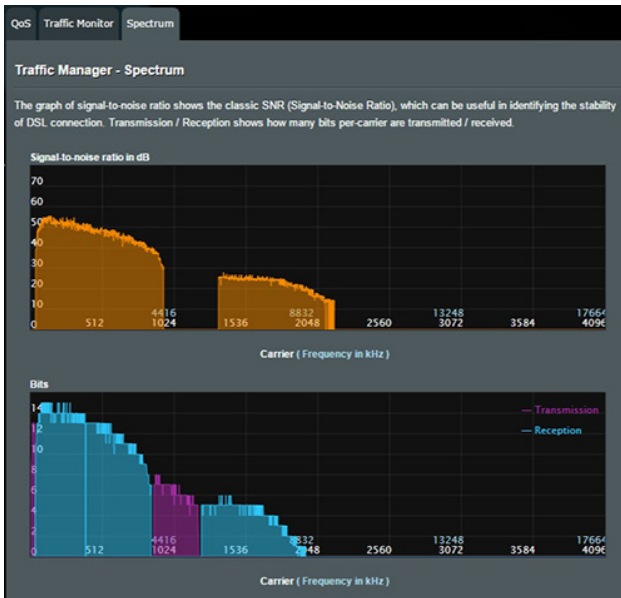 QoS Traffic Monitor Spectrum
Traffic Manager - Spectrum
The graph of signal-to-noise ratio shows the classic SNR (Signal-to-Noise Ratio), which can be useful in identifying the stability
of DSL connection. Transmission / Reception shows how many bits per-carrier are transmitted / received.
Signal-to-noise ratio in dB
70
60
50
40
30
20
10
4416 8832 13248 17664
0 512 1024 1536 2048 2560 3072 3584 4096
Carrier ( Frequency in kHz )
Bits
14
Transmission
12
Reception
10
8
6
4
2
4416 8832 13248 17664
0 512 1024 1536 2048 2560 3072 3584 4096
Carrier ( Frequency in kHz )